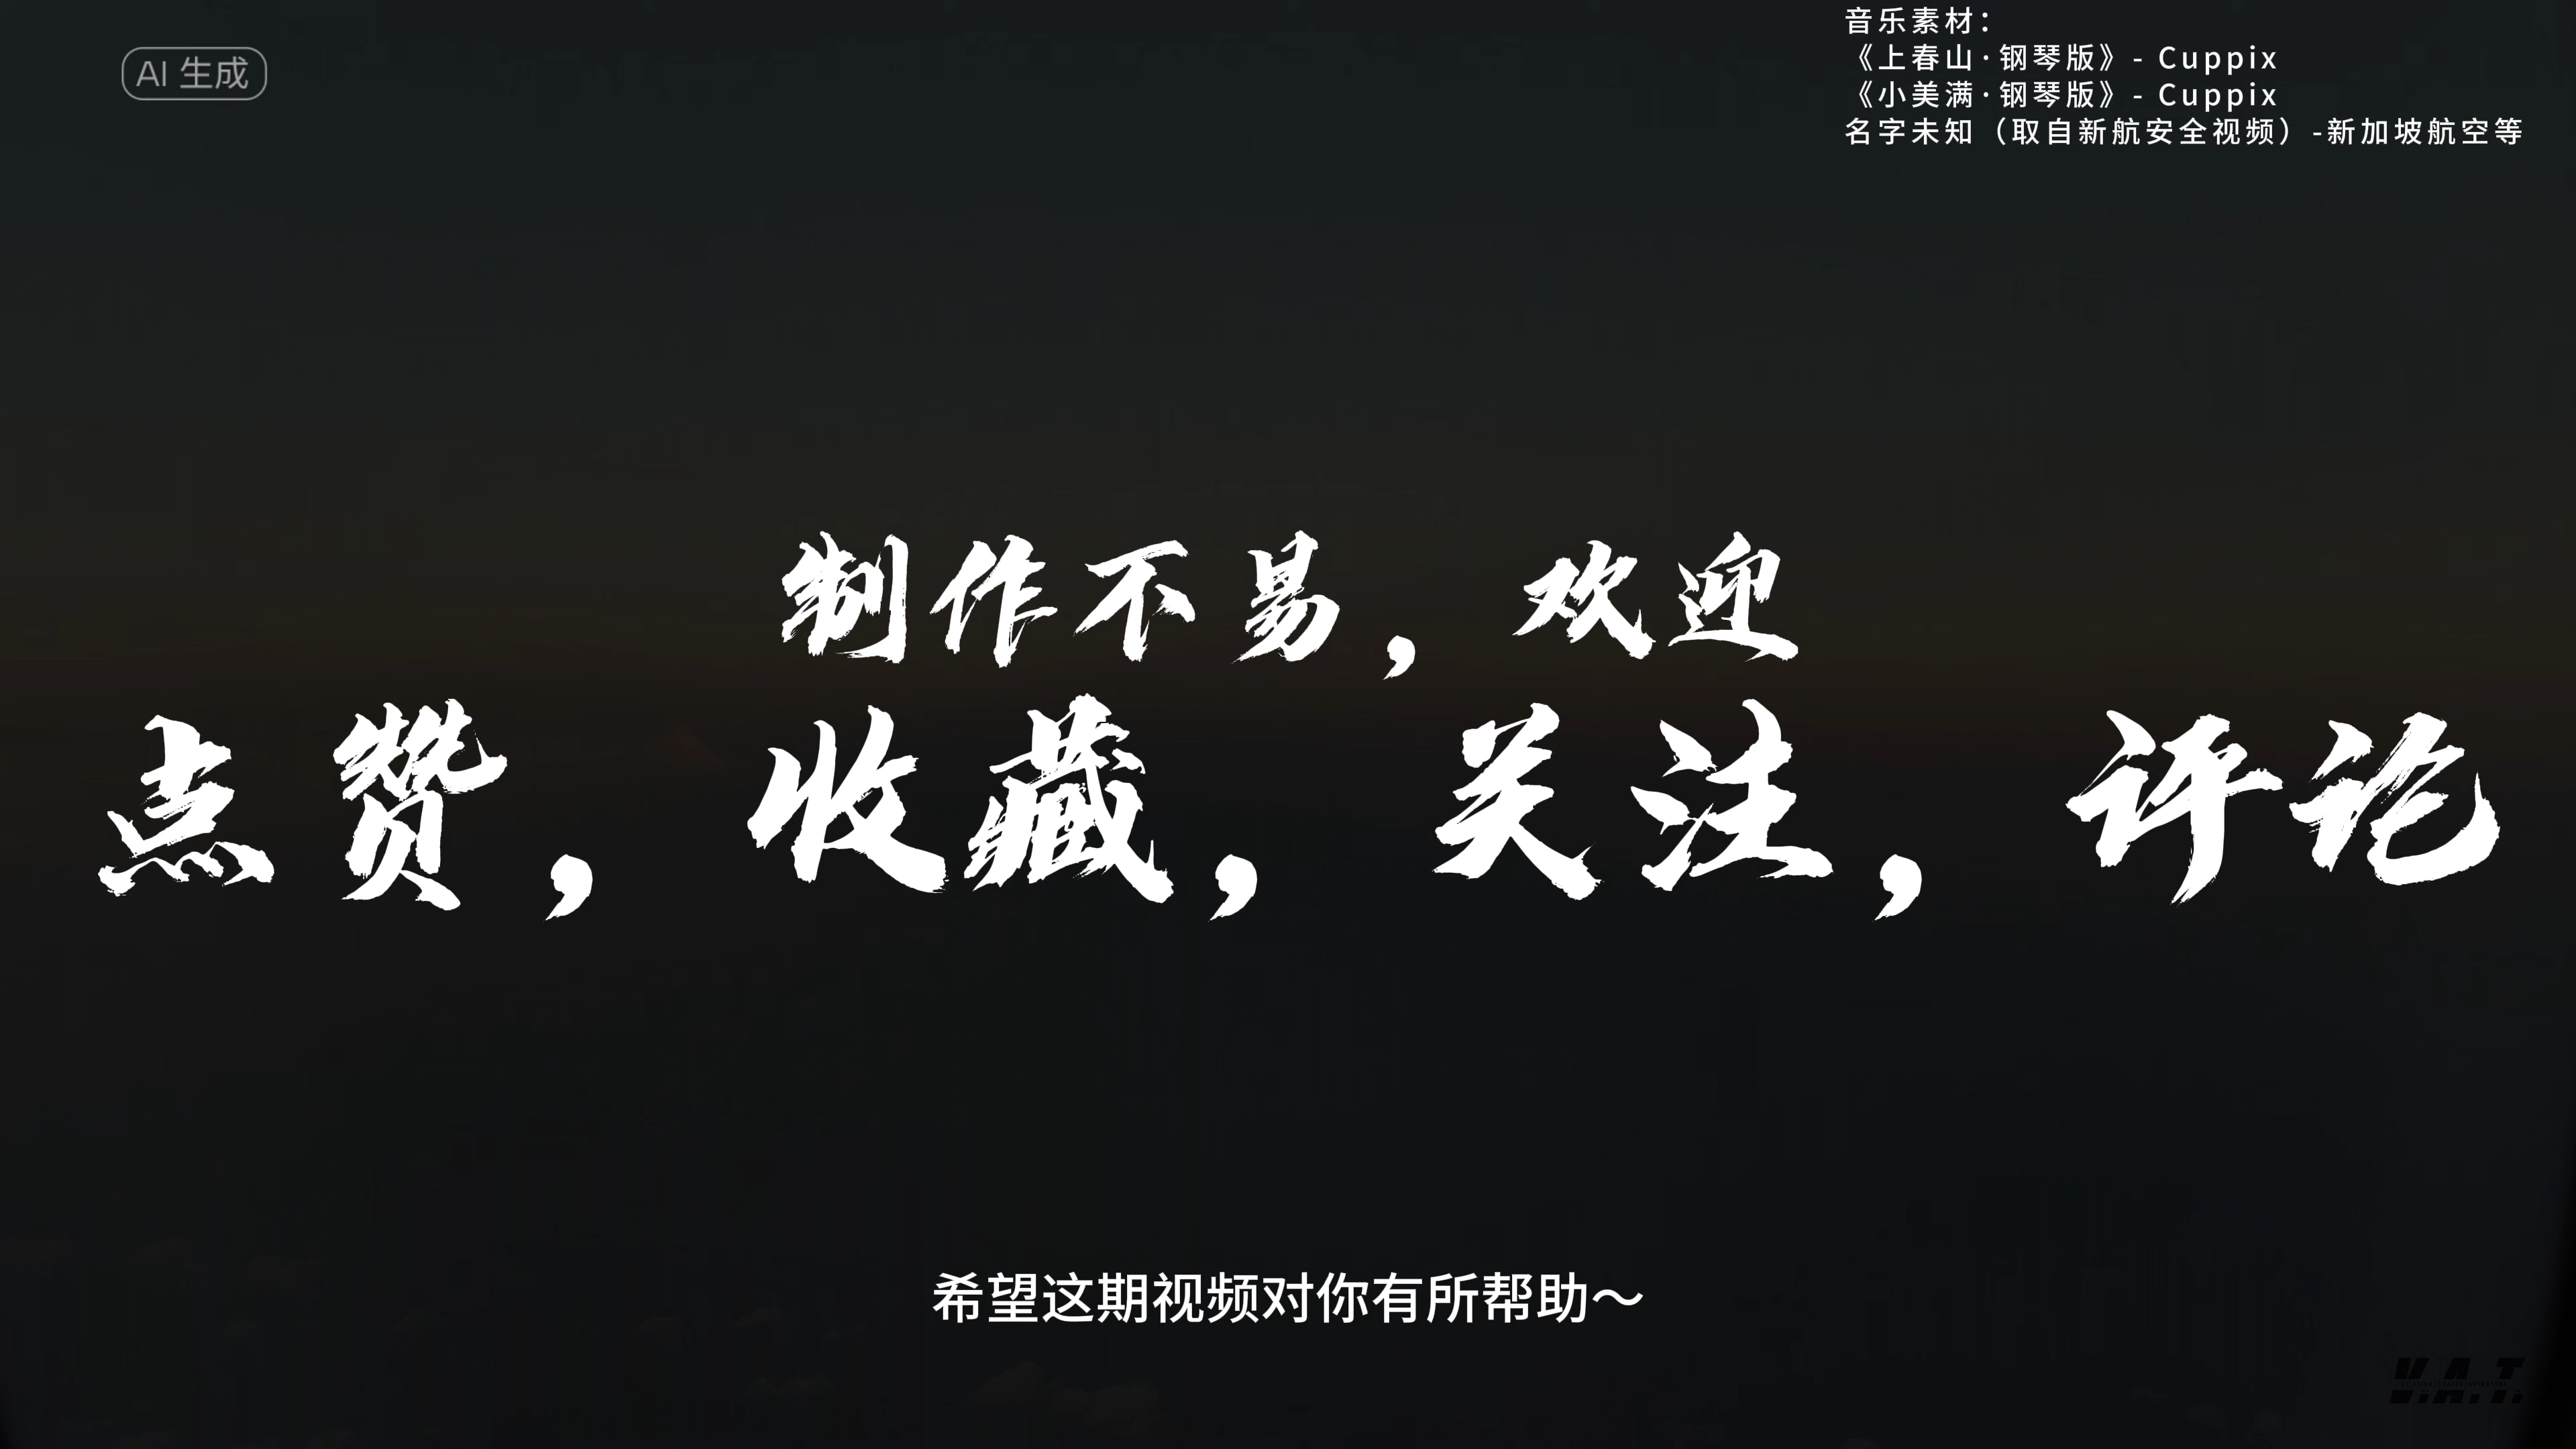 AI 生成
音乐素材：
《上春山·钢琴版》- Cuppix
《小美满·钢琴版》- Cuppix
名字未知（取自新航安全视频）-新加坡航空等
制作不易，欢迎
点赞，收藏，关注，评论
希望这期视频对你有所帮助～
V.A.T.